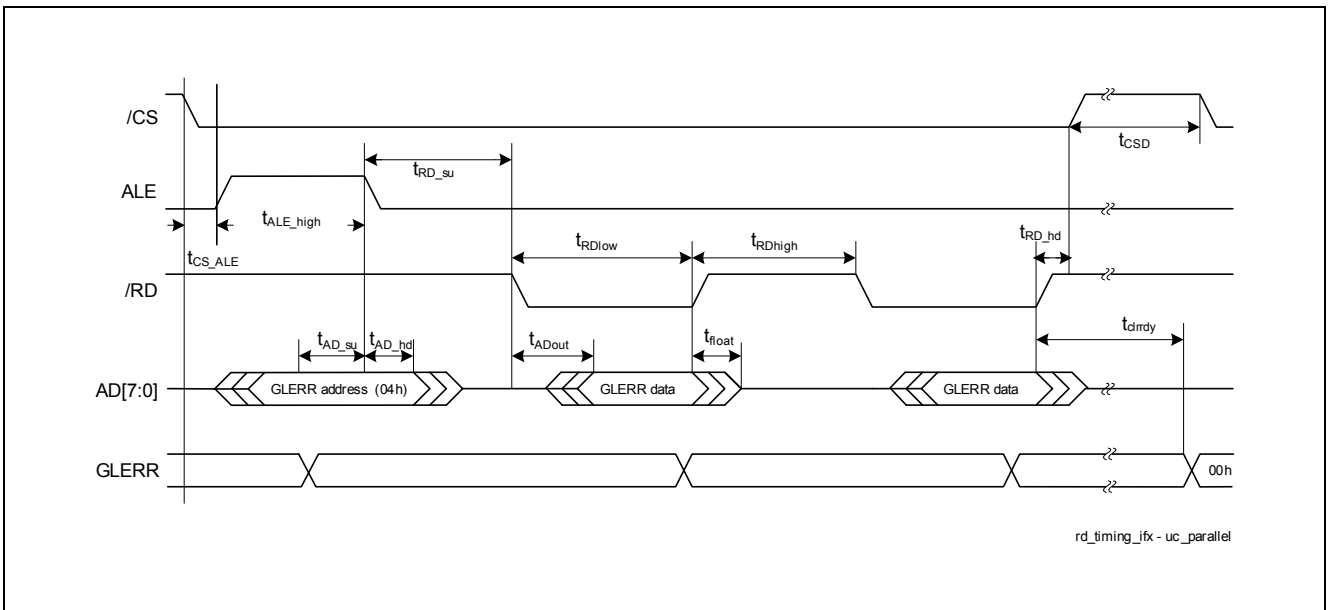 /CS
tCSD
tRD_su
ALE
tALE_high
tRDlow
tRDhigh
tRD_hd
tCS_ALE
/RD
tclrrdy
tAD_su
tAD_hd
tADout
tfloat
AD[7:0]
GLERR address (04h)
GLERR data
GLERR data
GLERR
00h
rd_timing_ifx - uc_parallel